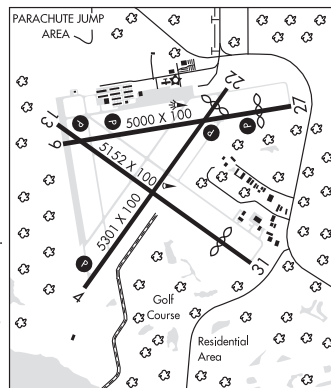 PARACHUTE JUMP
AREA
22
P
P
5000 X 100
P
P
27
13
9
5152 X 100
5301 X 100
P
4
31
Golf
Course
Residential
Area